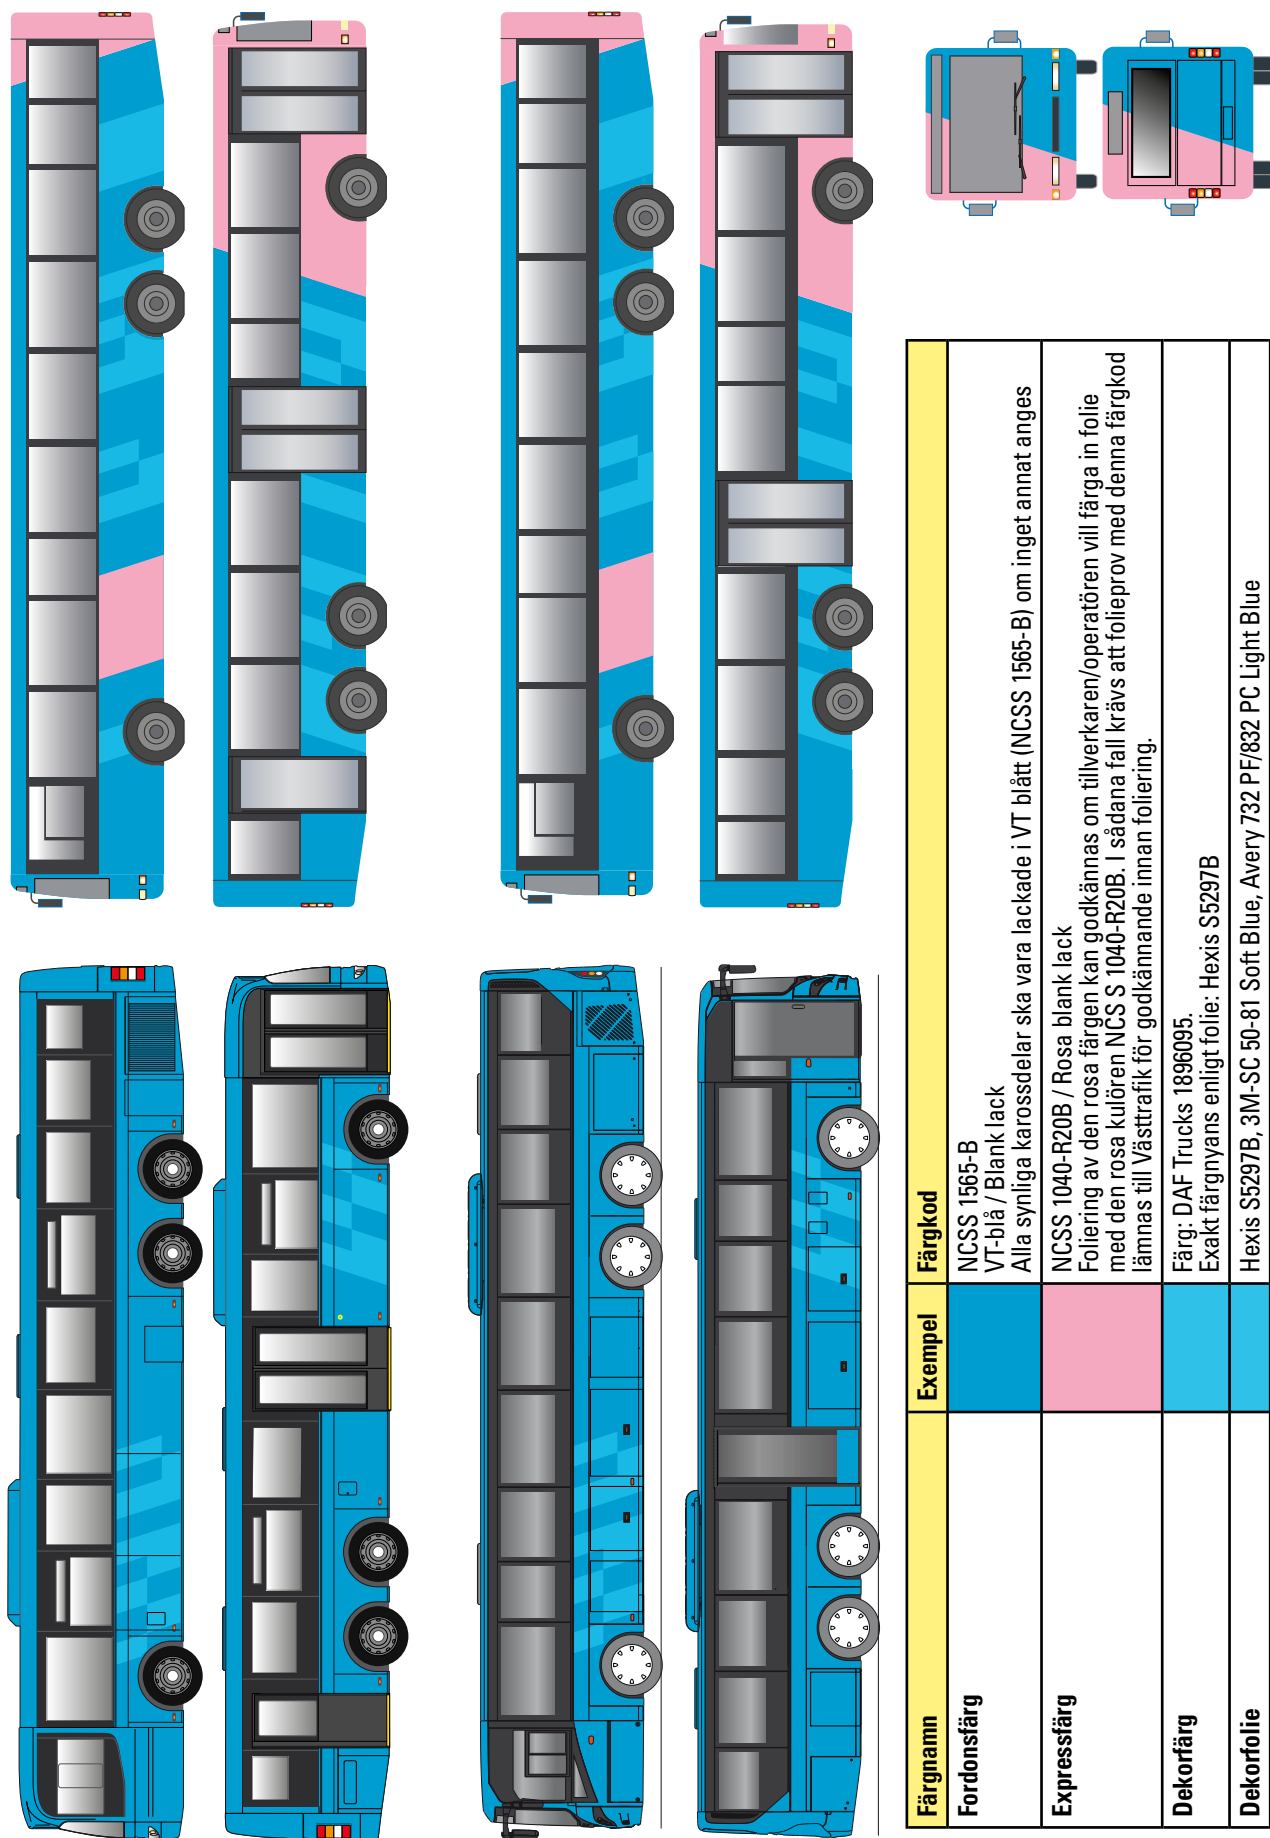 Färgnamn Exempel Färgkod
Fordonsfärg
NCSS 1565-B
VT-blå / Blank lack
Alla synliga karossdelar ska vara lackade i VT blått (NCSS 1565-B) om inget annat anges
Expressfärg
NCSS 1040-R20B / Rosa blank lack
Foliering av den rosa färgen kan godkännas om tillverkaren/operatören vill färga in folie
med den rosa kulören NCS S 1040-R20B. I sådana fall krävs att folieprov med denna färgkod
lämnas till Västtrafik för godkännande innan foliering.
Dekorfärg
Färg: DAF Trucks 1896095.
Exakt färgnyans enligt folie: Hexis S5297B
Dekorfolie
Hexis S5297B, 3M-SC 50-81 Soft Blue, Avery 732 PF/832 PC Light Blue